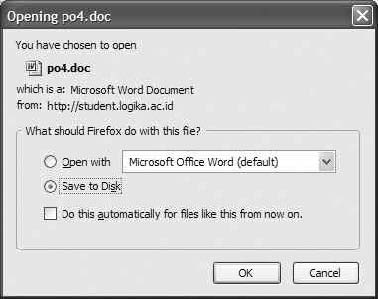 Opening po4.doc
You have chosen to open
po4.doc
which is a: Microsoft Word Document
from: http://student.logika.ac.id
What should Firefox do with this file?
Open with Microsoft Office Word (default)
Save to Disk
Do this automatically for files like this from now on.
OK Cancel